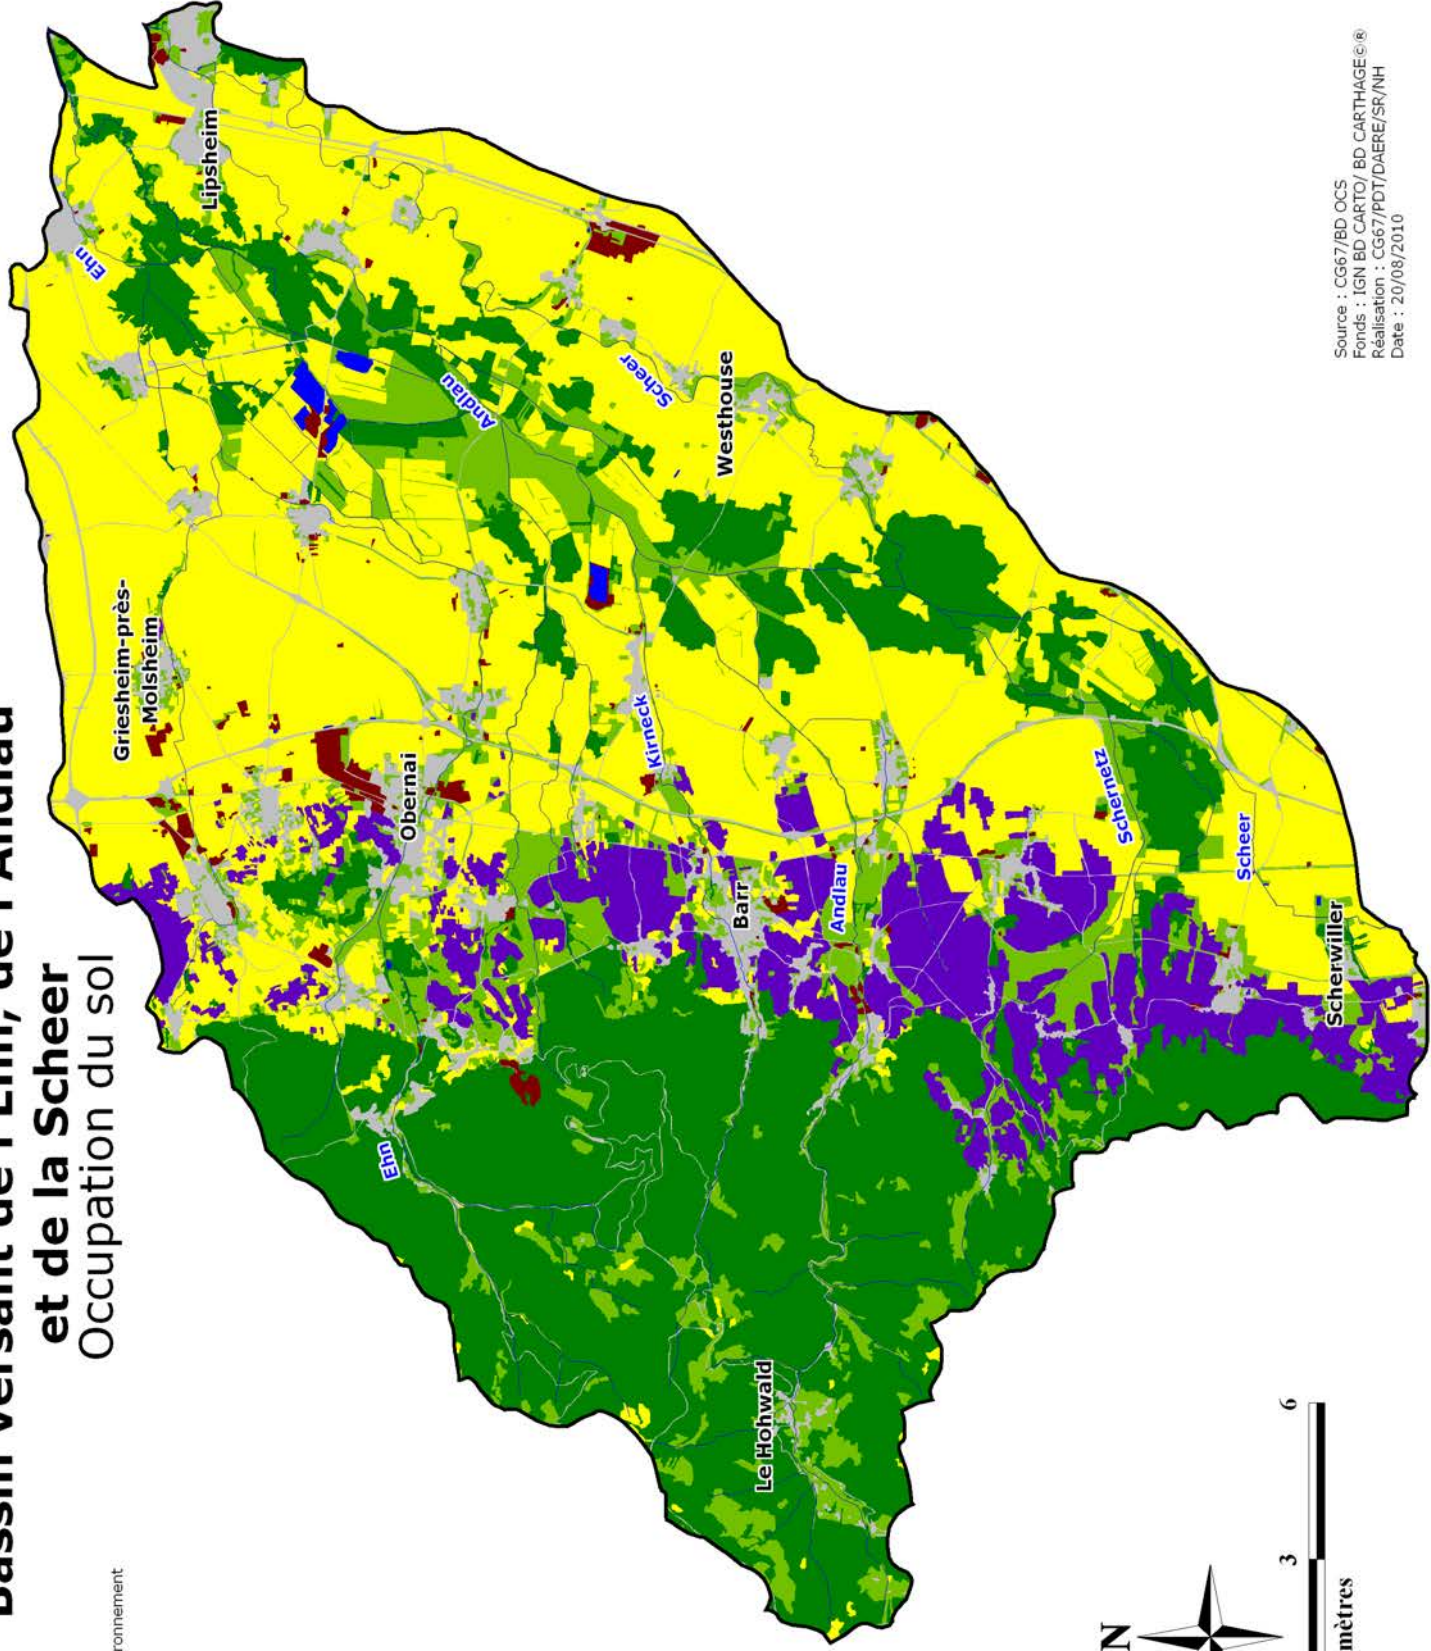 Bassin versant de l'Ehn, de l'Andlau
et de la Scheer
Occupation du sol
ronnement
Ehn
Lipsheim
Griesheim-près-
Molsheim
Andlau
Scheer
Westhouse
Obernai
Kirneck
Barr
Andlau
Schernetz
Scheer
Scherwiller
Ehn
Le Hohwald
N
3
6
mètres
Source : CG67/BD OCS
Fonds : IGN BD CARTO/ BD CARTHAGE©®
Réalisation : CG67/PDT/DAERE/SR/NH
Date : 20/08/2010